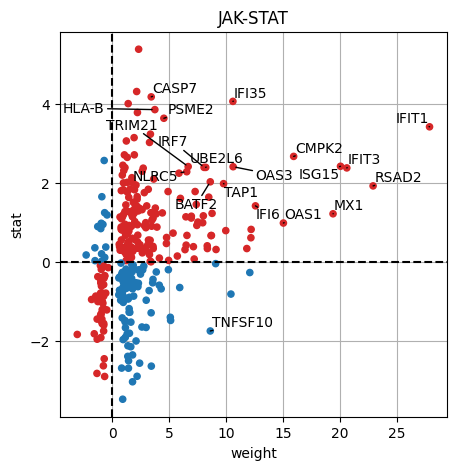 JAK-STAT
CASP7
IFI35
HLA-B
PSME2
IFIT1
TRIM21
IRF7
CMPK2
UBE2L6
IFIT3
NLRC5
OAS3
ISG15
RSAD2
TAP1
BATF2
MX1
IFI6
OAS1
TNFSF10
4
2
0
−2
stat
0
5
10
15
20
25
weight